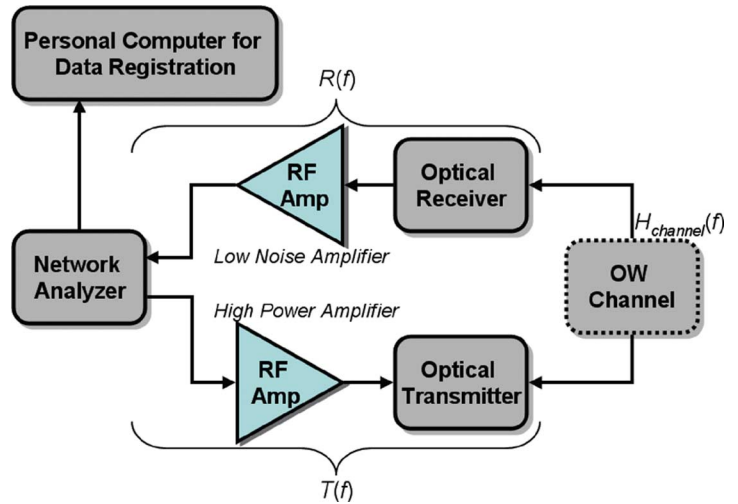 Personal Computer for
Data Registration
R(f)
RF
Amp
Optical
Receiver
H_channel(f)
Low Noise Amplifier
Network
Analyzer
OW
Channel
High Power Amplifier
RF
Amp
Optical
Transmitter
T(f)